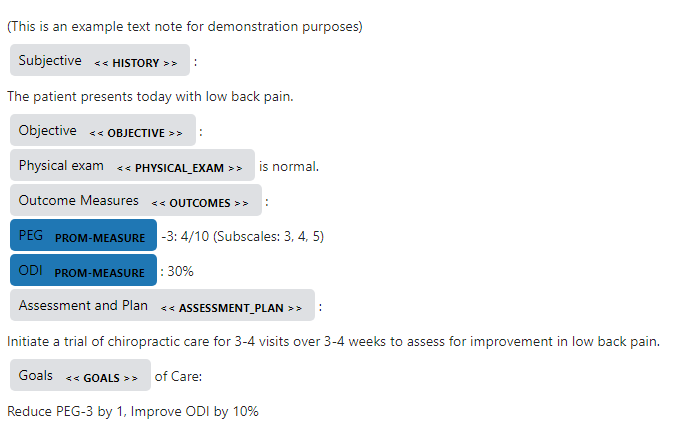 (This is an example text note for demonstration purposes)
Subjective << HISTORY >> :
The patient presents today with low back pain.
Objective << OBJECTIVE >> :
Physical exam << PHYSICAL_EXAM >> is normal.
Outcome Measures << OUTCOMES >> :
PEG PROM-MEASURE -3: 4/10 (Subscales: 3, 4, 5)
ODI PROM-MEASURE : 30%
Assessment and Plan << ASSESSMENT_PLAN >> :
Initiate a trial of chiropractic care for 3-4 visits over 3-4 weeks to assess for improvement in low back pain.
Goals << GOALS >> of Care:
Reduce PEG-3 by 1, Improve ODI by 10%